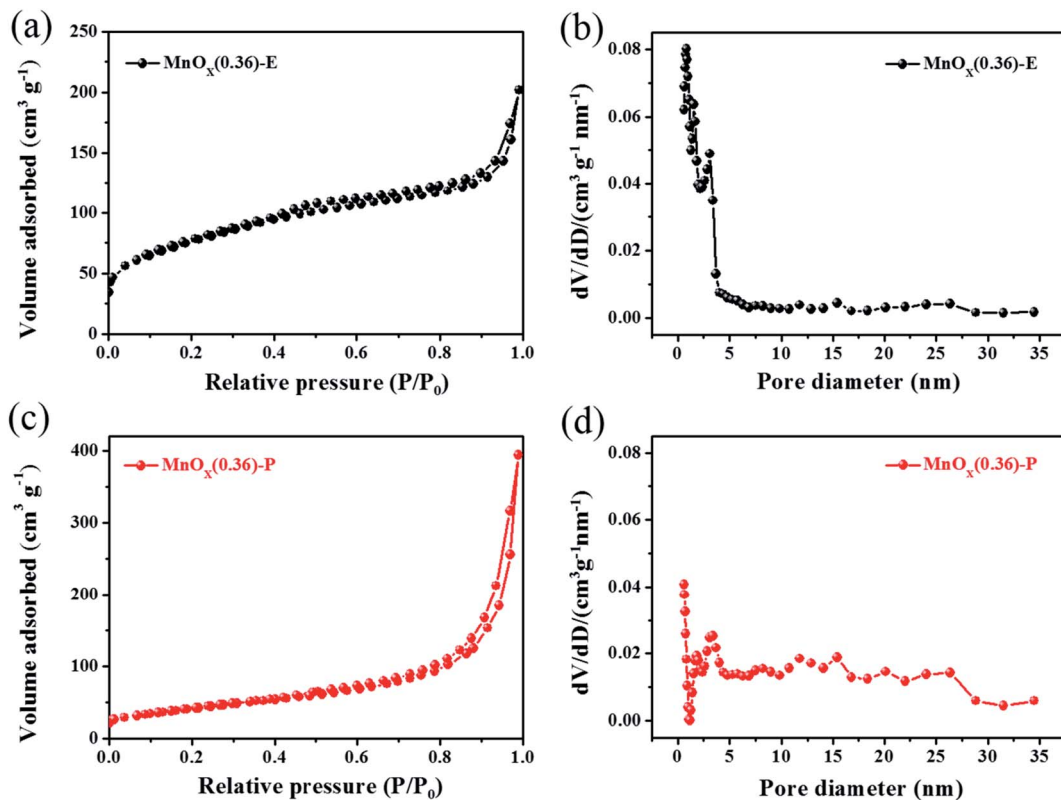 (a)
MnOₓ(0.36)-E
Volume adsorbed (cm³ g⁻¹)
250
200
150
100
50
0
0.0 0.2 0.4 0.6 0.8 1.0
Relative pressure (P/P₀)
(b)
MnOₓ(0.36)-E
dV/dD/(cm³ g⁻¹ nm⁻¹)
0.08
0.06
0.04
0.02
0.00
0 5 10 15 20 25 30 35
Pore diameter (nm)
(c)
MnOₓ(0.36)-P
Volume adsorbed (cm³ g⁻¹)
400
300
200
100
0
0.0 0.2 0.4 0.6 0.8 1.0
Relative pressure (P/P₀)
(d)
MnOₓ(0.36)-P
dV/dD/(cm³g⁻¹nm⁻¹)
0.08
0.06
0.04
0.02
0.00
0 5 10 15 20 25 30 35
Pore diameter (nm)